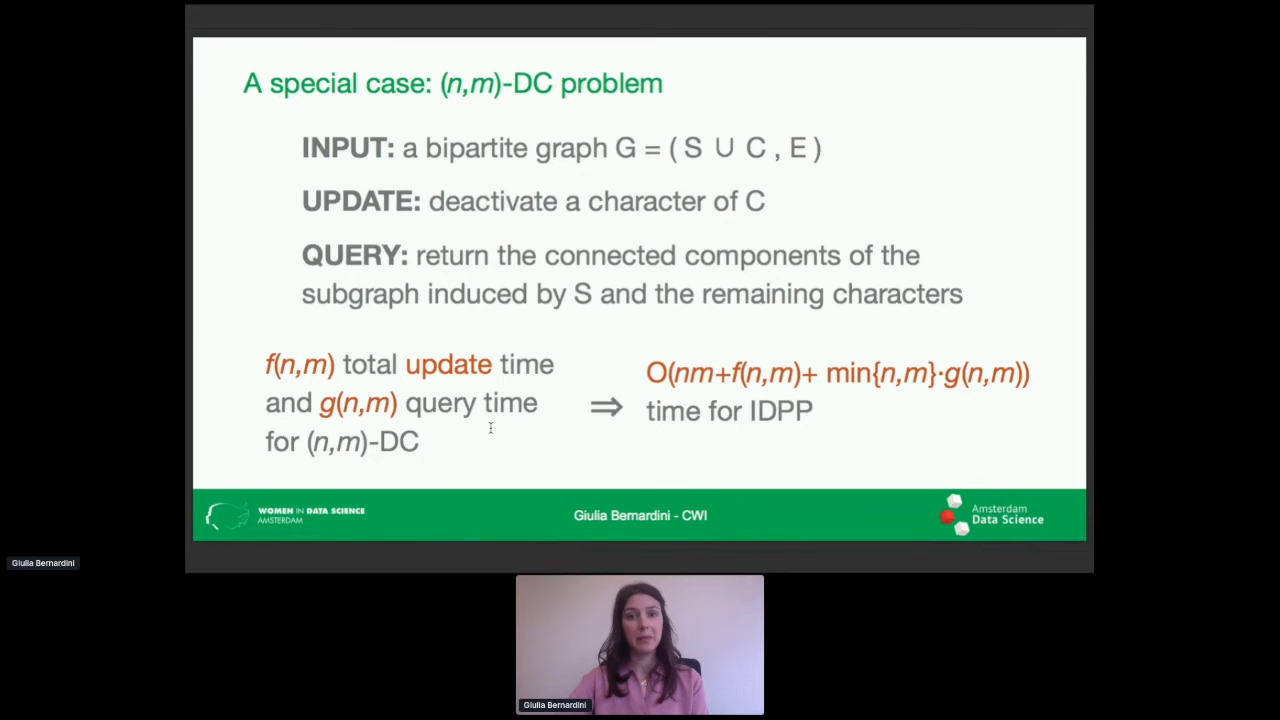 A special case: (n,m)-DC problem
INPUT: a bipartite graph G = ( S ∪ C , E )
UPDATE: deactivate a character of C
QUERY: return the connected components of the
subgraph induced by S and the remaining characters
f(n,m) total update time
and g(n,m) query time
for (n,m)-DC
⇒
O(nm+f(n,m)+ min{n,m}·g(n,m))
time for IDPP
WOMEN IN DATA SCIENCE
AMSTERDAM
Giulia Bernardini - CWI
Amsterdam
Data Science
Giulia Bernardini
Giulia Bernardini